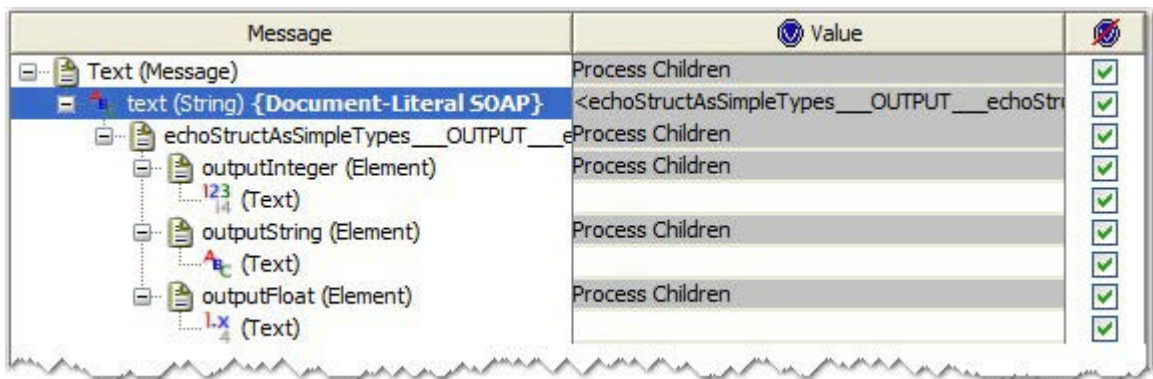 Message Value
Text (Message) Process Children
text (String) {Document-Literal SOAP} <echoStructAsSimpleTypes___OUTPUT___echoStru
echoStructAsSimpleTypes___OUTPUT___e Process Children
outputInteger (Element) Process Children
(Text)
outputString (Element) Process Children
(Text)
outputFloat (Element) Process Children
(Text)